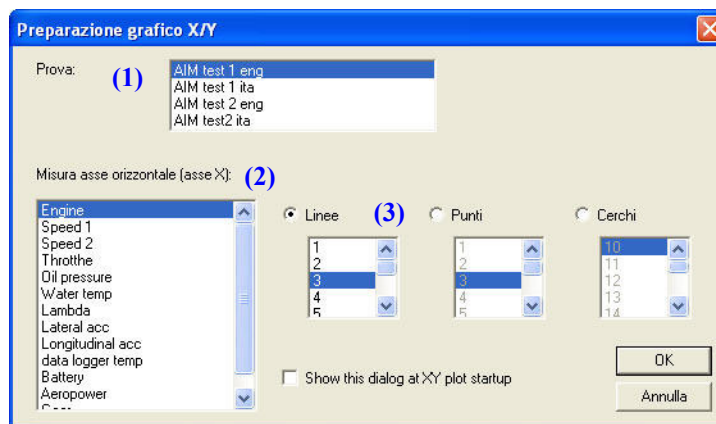 Preparazione grafico X/Y
Prova:
(1)
AIM test 1 eng
AIM test 1 ita
AIM test 2 eng
AIM test2 ita
Misura asse orizzontale (asse X):
(2)
Engine
Speed 1
Speed 2
Throtthe
Oil pressure
Water temp
Lambda
Lateral acc
Longitudinal acc
data logger temp
Battery
Aeropower
Linee
(3)
Punti
Cerchi
1
2
3
4
5
1
2
3
4
5
10
11
12
13
14
Show this dialog at XY plot startup
OK
Annulla